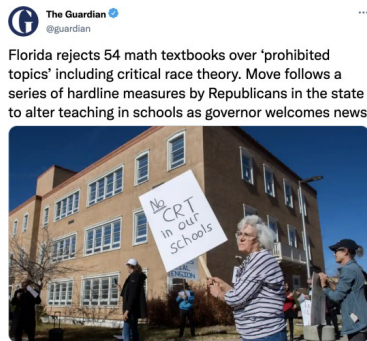 The Guardian
@guardian
Florida rejects 54 math textbooks over ‘prohibited
topics’ including critical race theory. Move follows a
series of hardline measures by Republicans in the state
to alter teaching in schools as governor welcomes news
No
CRT
in our
schools